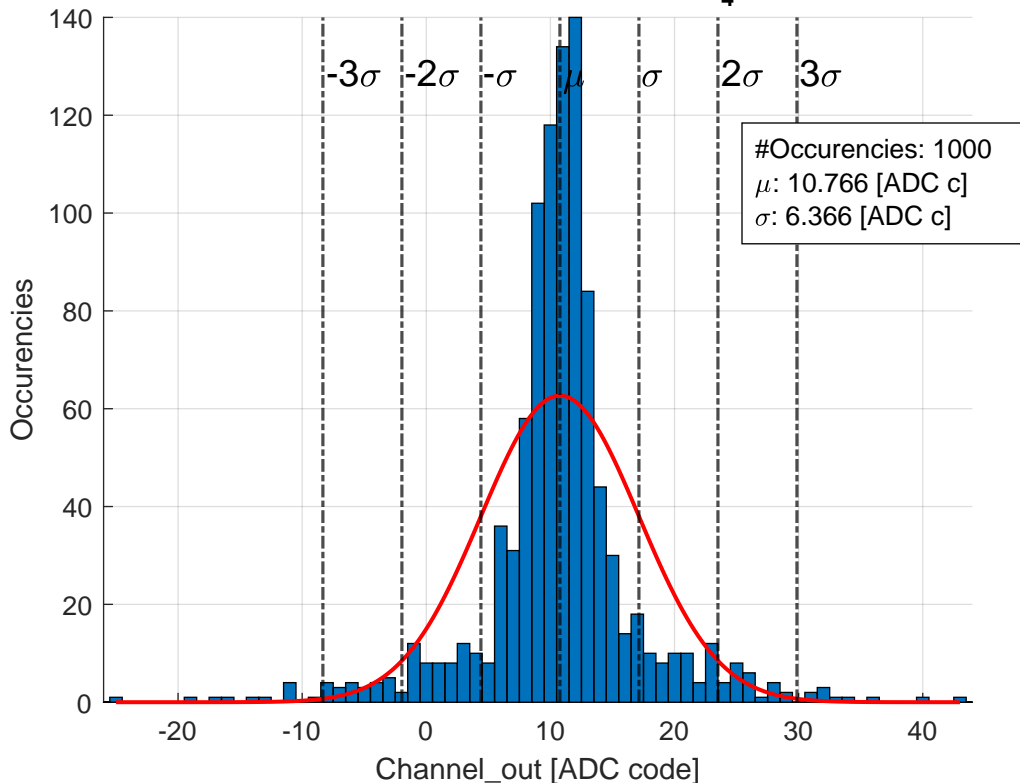 4
140
120
100
80
60
40
20
0
-3σ -2σ -σ μ σ 2σ 3σ
#Occurencies: 1000
μ: 10.766 [ADC c]
σ: 6.366 [ADC c]
Occurencies
-20 -10 0 10 20 30 40
Channel_out [ADC code]